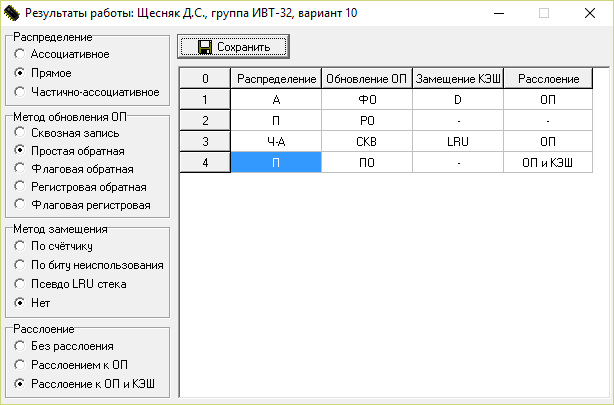 Результаты работы: Щесняк Д.С., группа ИВТ-32, вариант 10
Распределение
Ассоциативное
Прямое
Частично-ассоциативное
Метод обновления ОП
Сквозная запись
Простая обратная
Флаговая обратная
Регистровая обратная
Флаговая регистровая
Метод замещения
По счётчику
По биту неиспользования
Псевдо LRU стека
Нет
Расслоение
Без расслоения
Расслоением к ОП
Расслоение к ОП и КЭШ
Сохранить
0 Распределение Обновление ОП Замещение КЭШ Расслоение
1 А ФО D ОП
2 П РО - -
3 Ч-А СКВ LRU ОП
4 П ПО - ОП и КЭШ